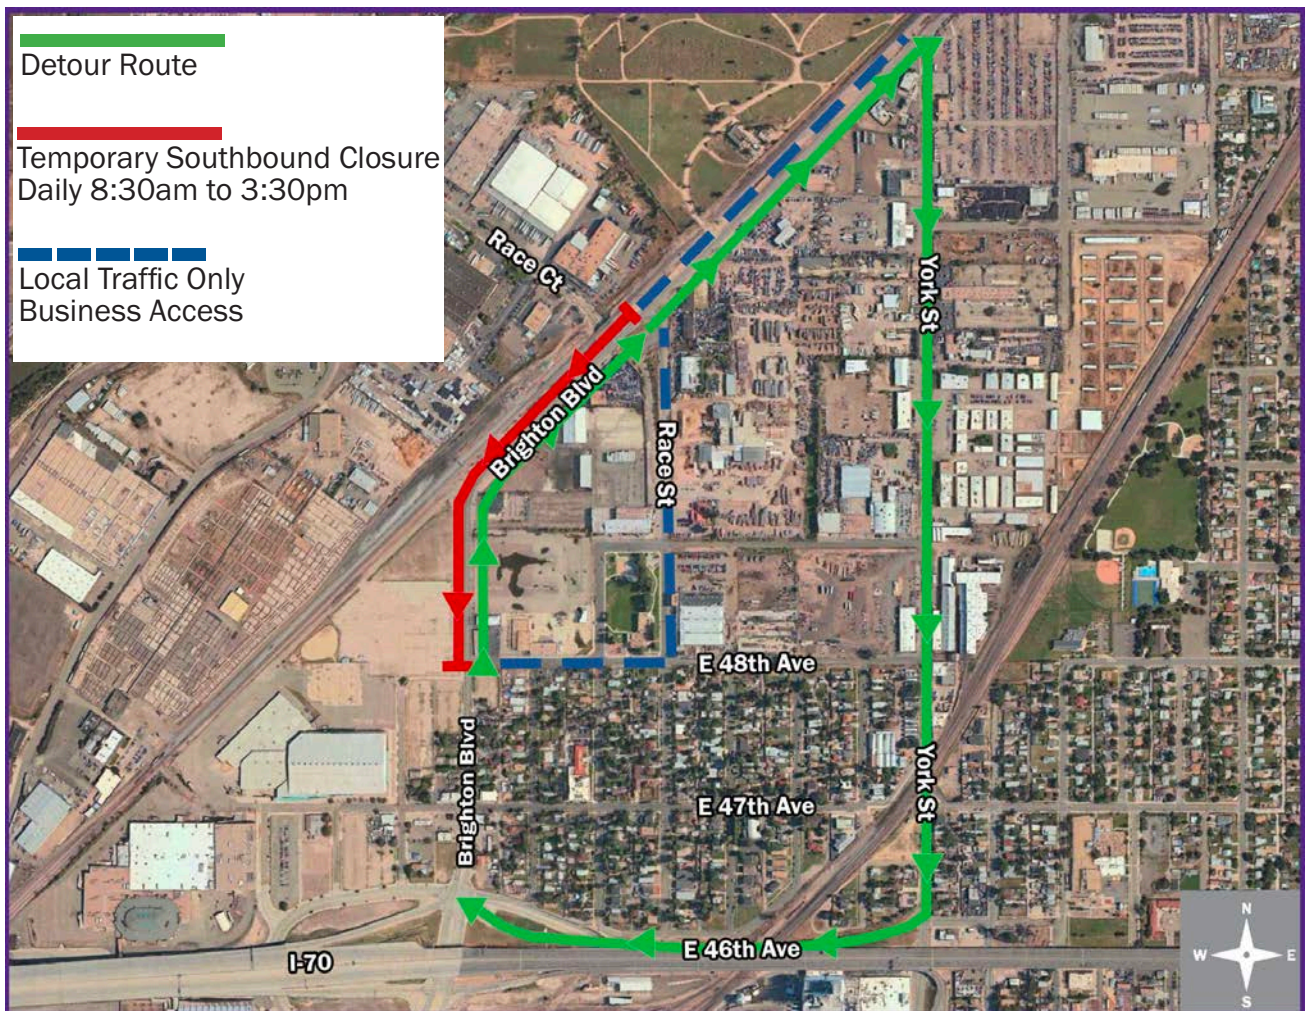 Detour Route
Temporary Southbound Closure
Daily 8:30am to 3:30pm
Local Traffic Only
Business Access
Race Ct
York St
Brighton Blvd
Race St
E 48th Ave
Brighton Blvd
York St
E 47th Ave
E 46th Ave
I-70
N
W
E
S